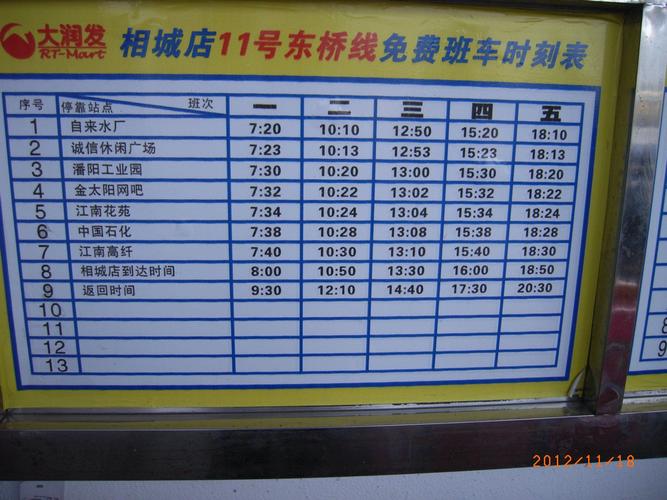 大润发
RT-Mart
相城店11号东桥线免费班车时刻表
序号 停靠站点 班次 一 二 三 四 五
1 自来水厂 7:20 10:10 12:50 15:20 18:10
2 诚信休闲广场 7:23 10:13 12:53 15:23 18:13
3 潘阳工业园 7:30 10:20 13:00 15:30 18:20
4 金太阳网吧 7:32 10:22 13:02 15:32 18:22
5 江南花苑 7:34 10:24 13:04 15:34 18:24
6 中国石化 7:38 10:28 13:08 15:38 18:28
7 江南高纤 7:40 10:30 13:10 15:40 18:30
8 相城店到达时间 8:00 10:50 13:30 16:00 18:50
9 返回时间 9:30 12:10 14:40 17:30 20:30
10
11
12
13
8
9
2012/11/18